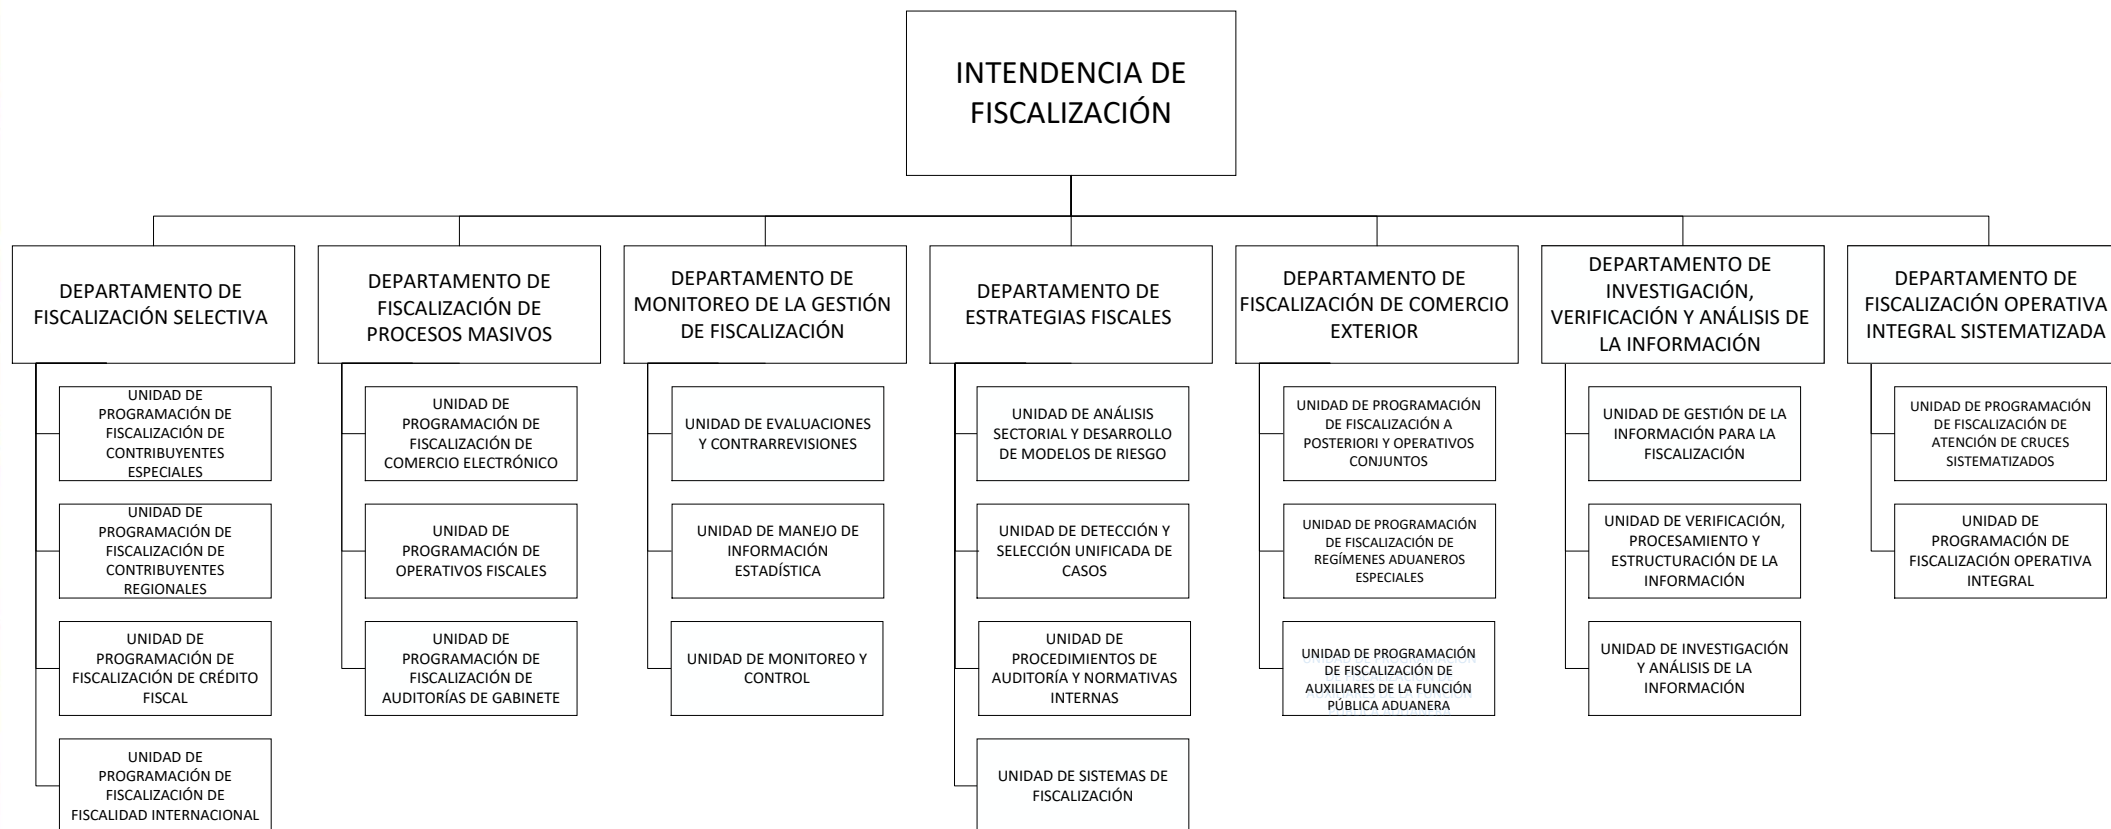 INTENDENCIA DE
FISCALIZACIÓN
DEPARTAMENTO DE
FISCALIZACIÓN SELECTIVA
UNIDAD DE
PROGRAMACIÓN DE
FISCALIZACIÓN DE
CONTRIBUYENTES
ESPECIALES
UNIDAD DE
PROGRAMACIÓN DE
FISCALIZACIÓN DE
CONTRIBUYENTES
REGIONALES
UNIDAD DE
PROGRAMACIÓN DE
FISCALIZACIÓN DE CRÉDITO
FISCAL
UNIDAD DE
PROGRAMACIÓN DE
FISCALIZACIÓN DE
FISCALIDAD INTERNACIONAL
DEPARTAMENTO DE
FISCALIZACIÓN DE
PROCESOS MASIVOS
UNIDAD DE
PROGRAMACIÓN DE
FISCALIZACIÓN DE
COMERCIO ELECTRÓNICO
UNIDAD DE
PROGRAMACIÓN DE
OPERATIVOS FISCALES
UNIDAD DE
PROGRAMACIÓN DE
FISCALIZACIÓN DE
AUDITORÍAS DE GABINETE
DEPARTAMENTO DE
MONITOREO DE LA GESTIÓN
DE FISCALIZACIÓN
UNIDAD DE EVALUACIONES
Y CONTRARREVISIONES
UNIDAD DE MANEJO DE
INFORMACIÓN
ESTADÍSTICA
UNIDAD DE MONITOREO Y
CONTROL
DEPARTAMENTO DE
ESTRATEGIAS FISCALES
UNIDAD DE ANÁLISIS
SECTORIAL Y DESARROLLO
DE MODELOS DE RIESGO
UNIDAD DE DETECCIÓN Y
SELECCIÓN UNIFICADA DE
CASOS
UNIDAD DE
PROCEDIMIENTOS DE
AUDITORÍA Y NORMATIVAS
INTERNAS
UNIDAD DE SISTEMAS DE
FISCALIZACIÓN
DEPARTAMENTO DE
FISCALIZACIÓN DE COMERCIO
EXTERIOR
UNIDAD DE PROGRAMACIÓN
DE FISCALIZACIÓN A
POSTERIORI Y OPERATIVOS
CONJUNTOS
UNIDAD DE PROGRAMACIÓN
DE FISCALIZACIÓN DE
REGÍMENES ADUANEROS
ESPECIALES
UNIDAD DE PROGRAMACIÓN
DE FISCALIZACIÓN DE
AUXILIARES DE LA FUNCIÓN
PÚBLICA ADUANERA
DEPARTAMENTO DE
INVESTIGACIÓN,
VERIFICACIÓN Y ANÁLISIS DE
LA INFORMACIÓN
UNIDAD DE GESTIÓN DE LA
INFORMACIÓN PARA LA
FISCALIZACIÓN
UNIDAD DE VERIFICACIÓN,
PROCESAMIENTO Y
ESTRUCTURACIÓN DE LA
INFORMACIÓN
UNIDAD DE INVESTIGACIÓN
Y ANÁLISIS DE LA
INFORMACIÓN
DEPARTAMENTO DE
FISCALIZACIÓN OPERATIVA
INTEGRAL SISTEMATIZADA
UNIDAD DE PROGRAMACIÓN
DE FISCALIZACIÓN DE
ATENCIÓN DE CRUCES
SISTEMATIZADOS
UNIDAD DE
PROGRAMACIÓN DE
FISCALIZACIÓN OPERATIVA
INTEGRAL